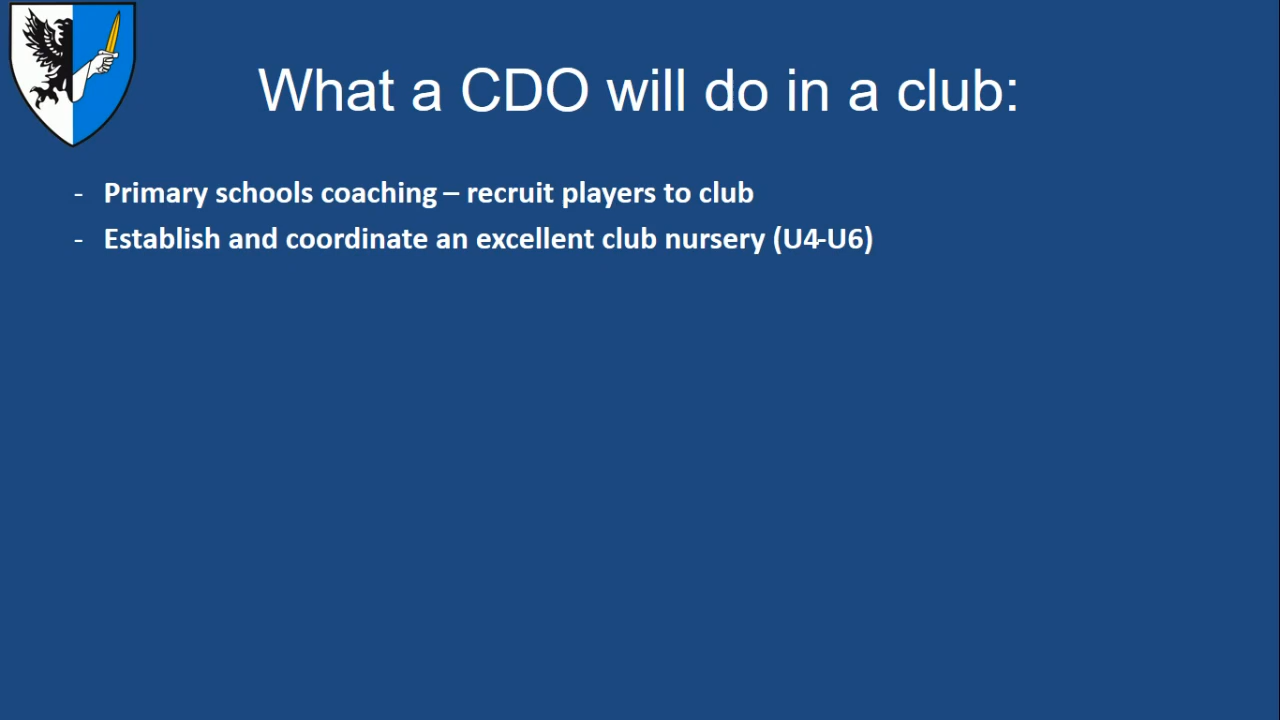 What a CDO will do in a club:
- Primary schools coaching – recruit players to club
- Establish and coordinate an excellent club nursery (U4-U6)